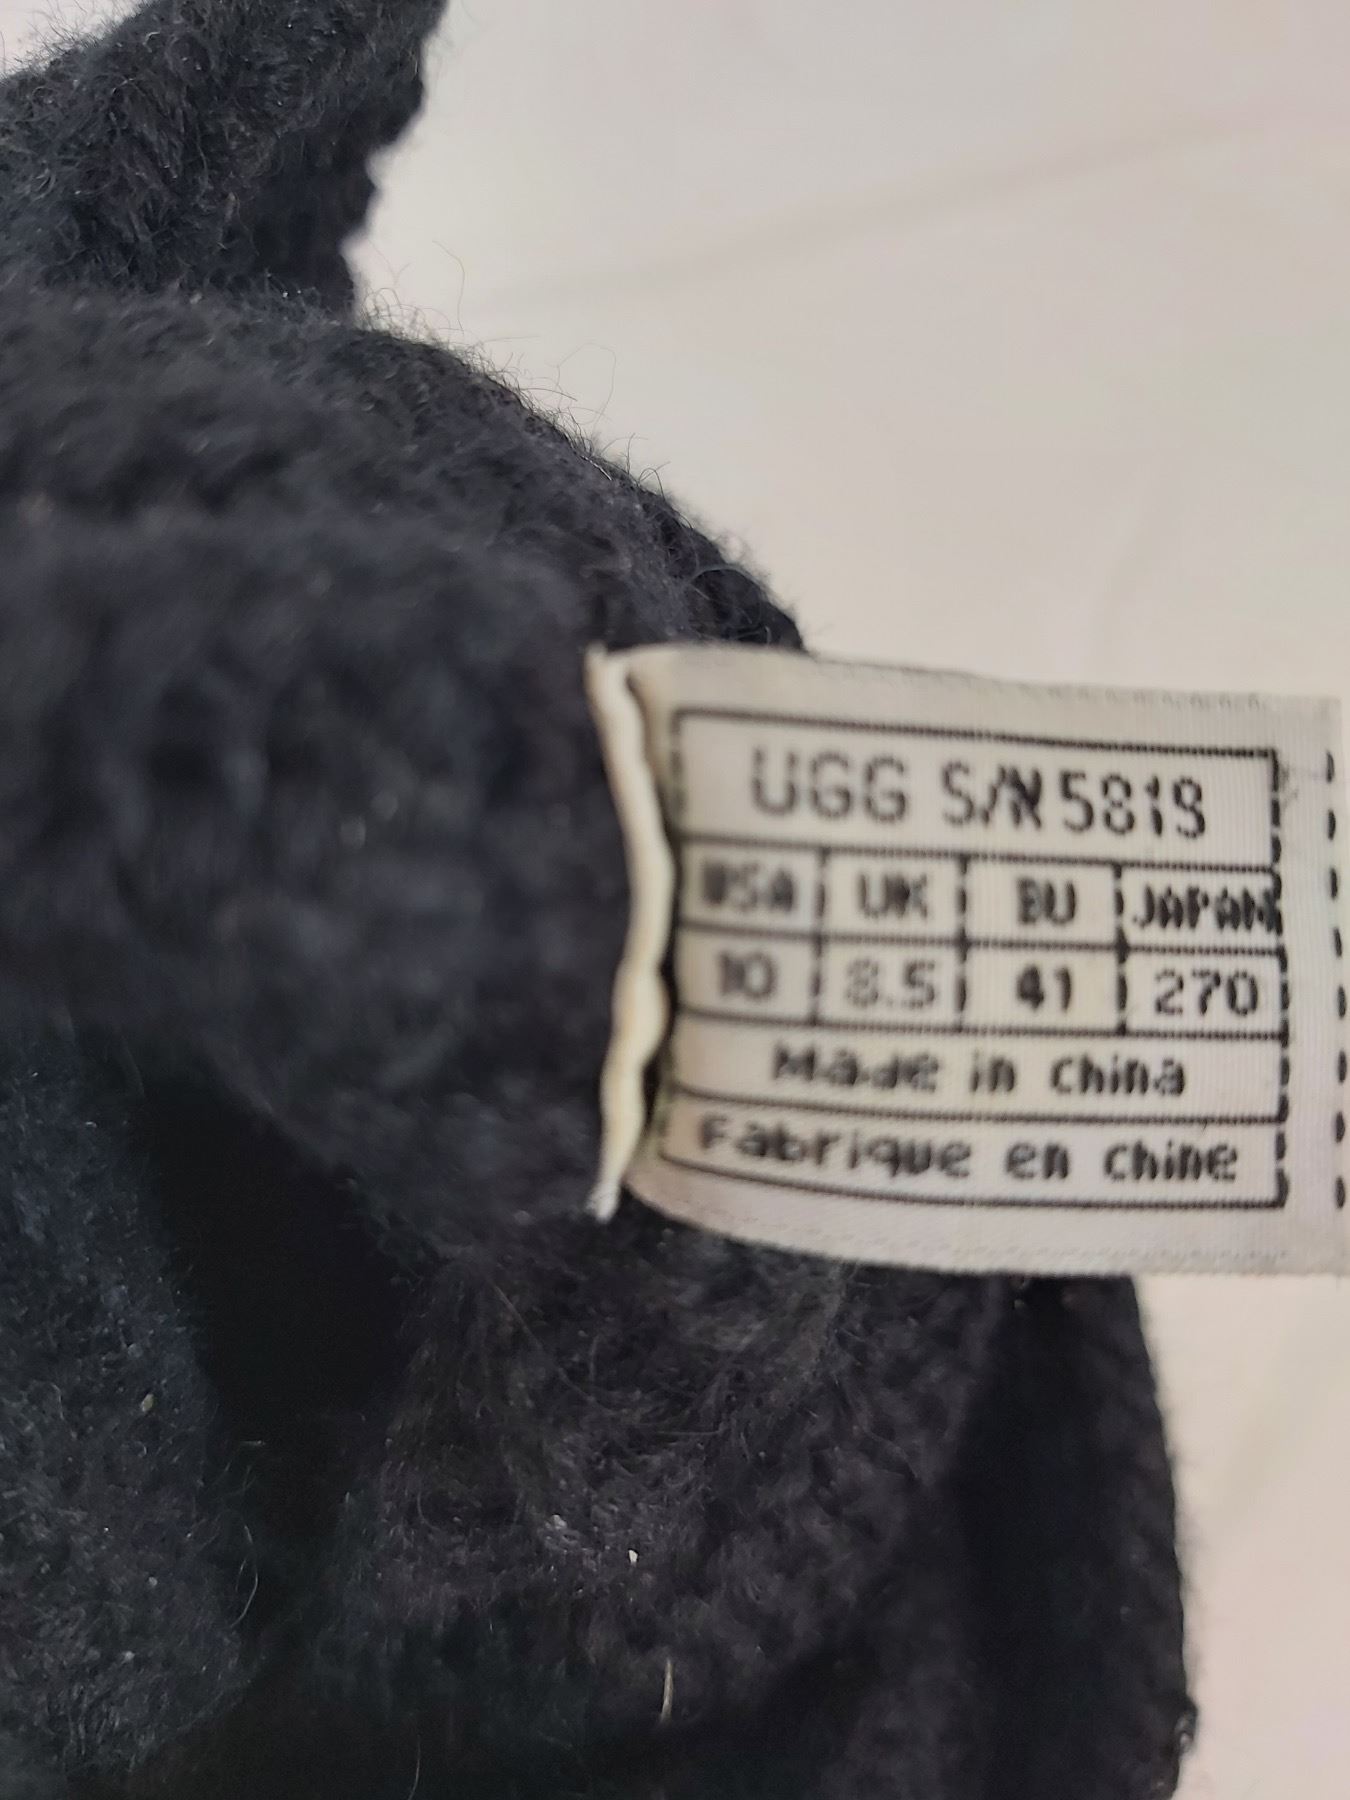 UGG S/N 5819
USA UK EU JAPAN
10 8.5 41 270
Made in China
Fabrique en chine